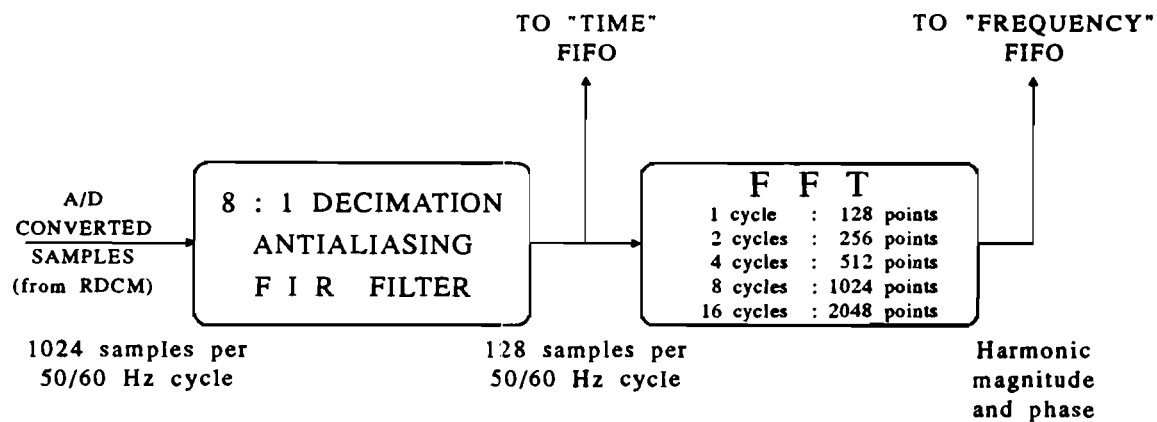 TO "TIME"
FIFO
TO "FREQUENCY"
FIFO
A/D
CONVERTED
SAMPLES
(from RDCM)
8 : 1 DECIMATION
ANTIALIASING
F I R FILTER
F F T
1 cycle : 128 points
2 cycles : 256 points
4 cycles : 512 points
8 cycles : 1024 points
16 cycles : 2048 points
1024 samples per
50/60 Hz cycle
128 samples per
50/60 Hz cycle
Harmonic
magnitude
and phase